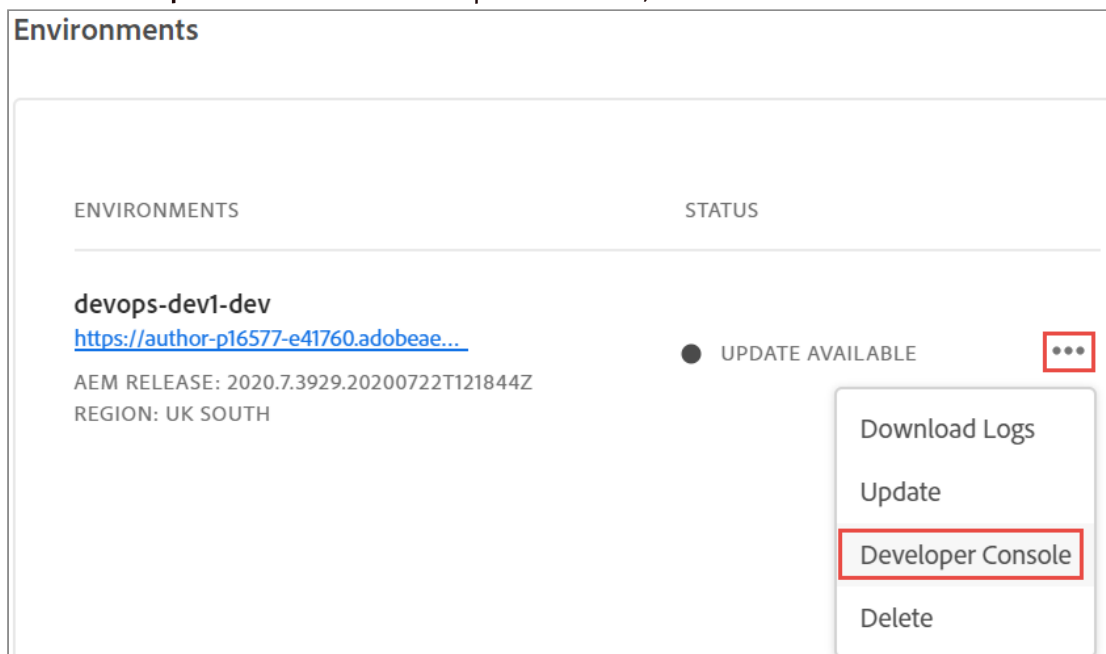 Environments
ENVIRONMENTS STATUS
devops-dev1-dev
https://author-p16577-e41760.adobeae...
UPDATE AVAILABLE
AEM RELEASE: 2020.7.3929.20200722T121844Z
REGION: UK SOUTH
Download Logs
Update
Developer Console
Delete